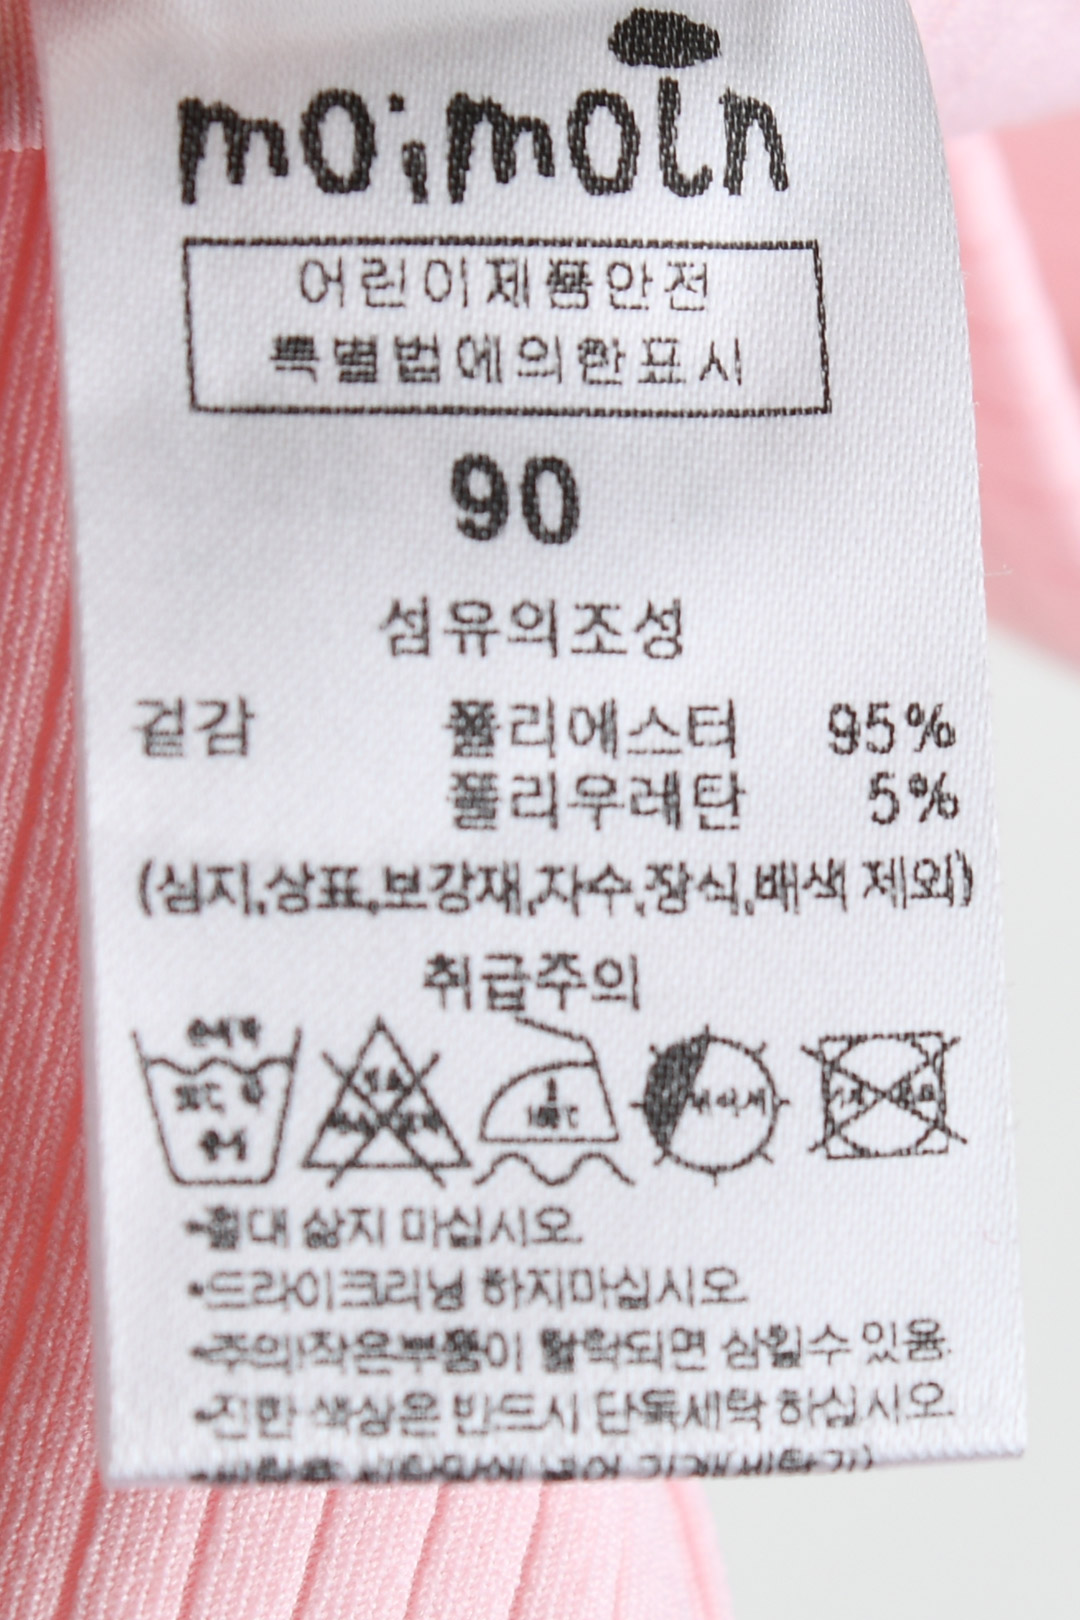 moimoln
어린이제품안전
특별법에의한표시
90
섬유의조성
겉감 폴리에스터 95%
폴리우레탄 5%
(심지,상표,보강재,자수,장식,배색 제외)
취급주의
•절대 삶지 마십시오.
•드라이크리닝 하지마십시오.
•주의!작은부품이 탈락되면 삼킬수 있움.
•진한 색상은 반드시 단독세탁 하십시오.